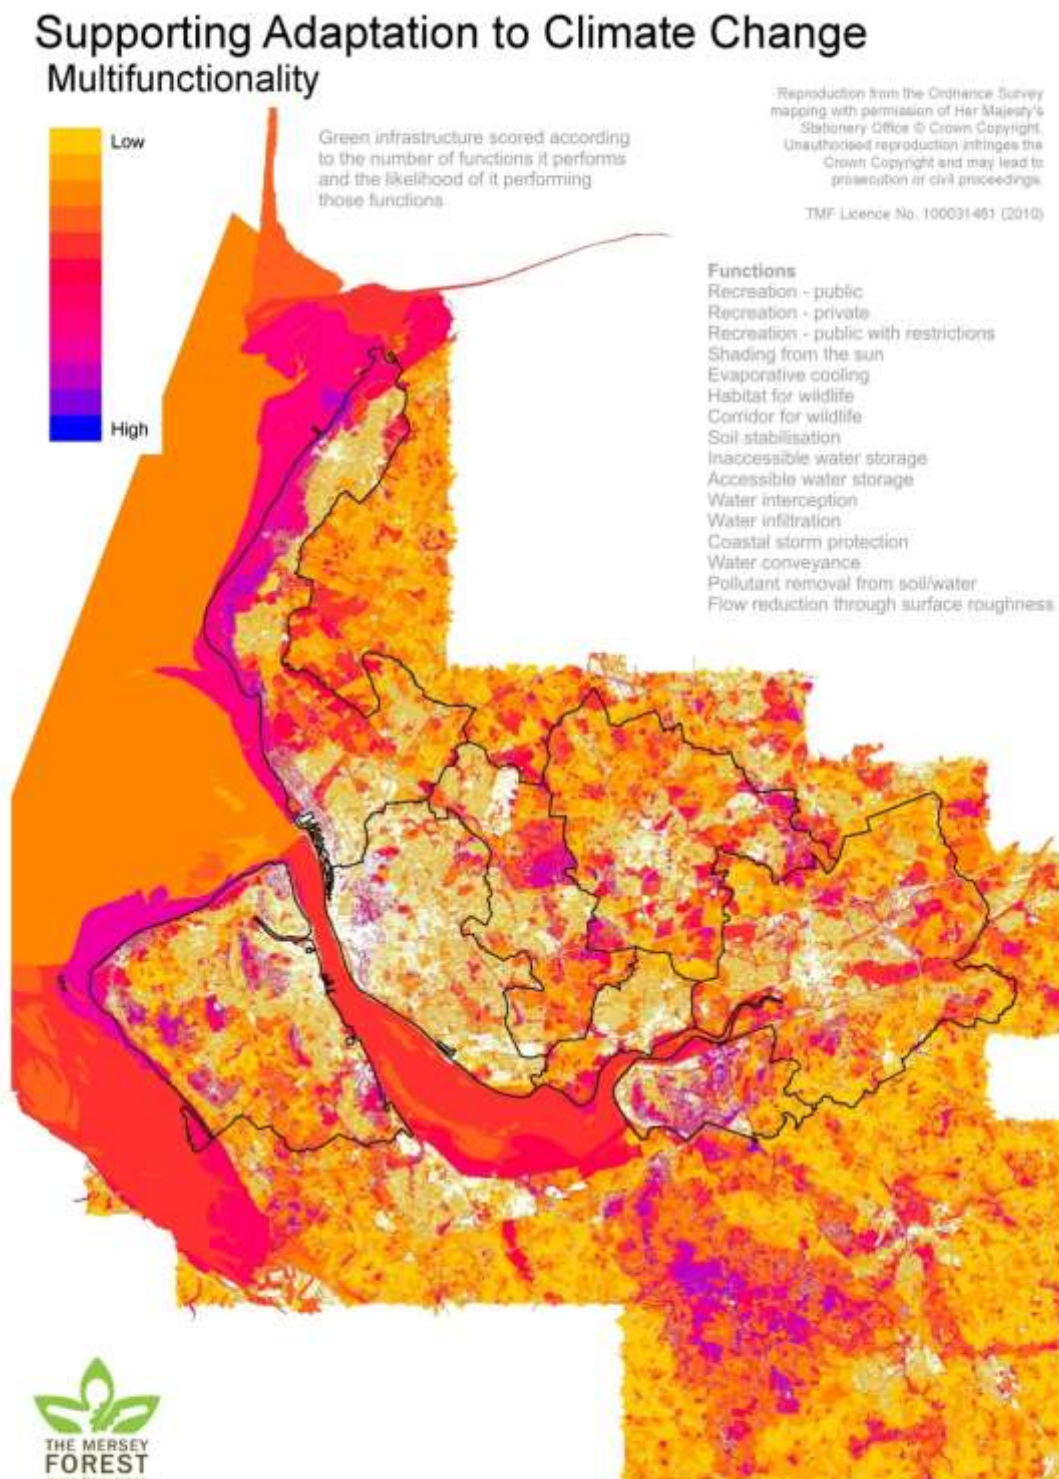 Supporting Adaptation to Climate Change
Multifunctionality
Reproduction from the Ordnance Survey
mapping with permission of Her Majesty's
Stationery Office © Crown Copyright.
Unauthorised reproduction infringes the
Crown Copyright and may lead to
prosecution or civil proceedings.
TMF Licence No. 100031461 (2010)
Low
High
Green infrastructure scored according
to the number of functions it performs
and the likelihood of it performing
those functions
Functions
Recreation - public
Recreation - private
Recreation - public with restrictions
Shading from the sun
Evaporative cooling
Habitat for wildlife
Corridor for wildlife
Soil stabilisation
Inaccessible water storage
Accessible water storage
Water interception
Water infiltration
Coastal storm protection
Water conveyance
Pollutant removal from soil/water
Flow reduction through surface roughness
THE MERSEY
FOREST